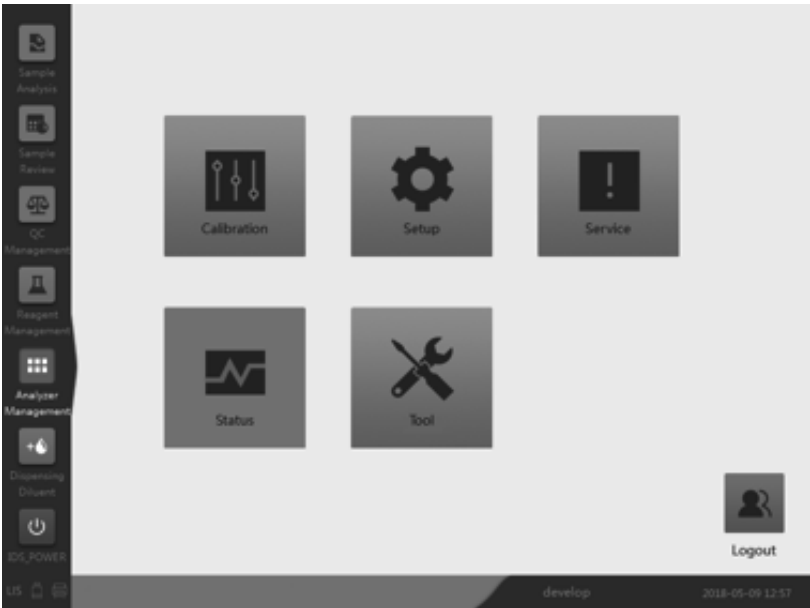 Sample
Analysis
Sample
Review
QC
Management
Reagent
Management
Analyzer
Management
Dispensing
Diluent
IDS_POWER
LIS
Calibration
Setup
Service
Status
Tool
Logout
develop
2018-05-09 12:57